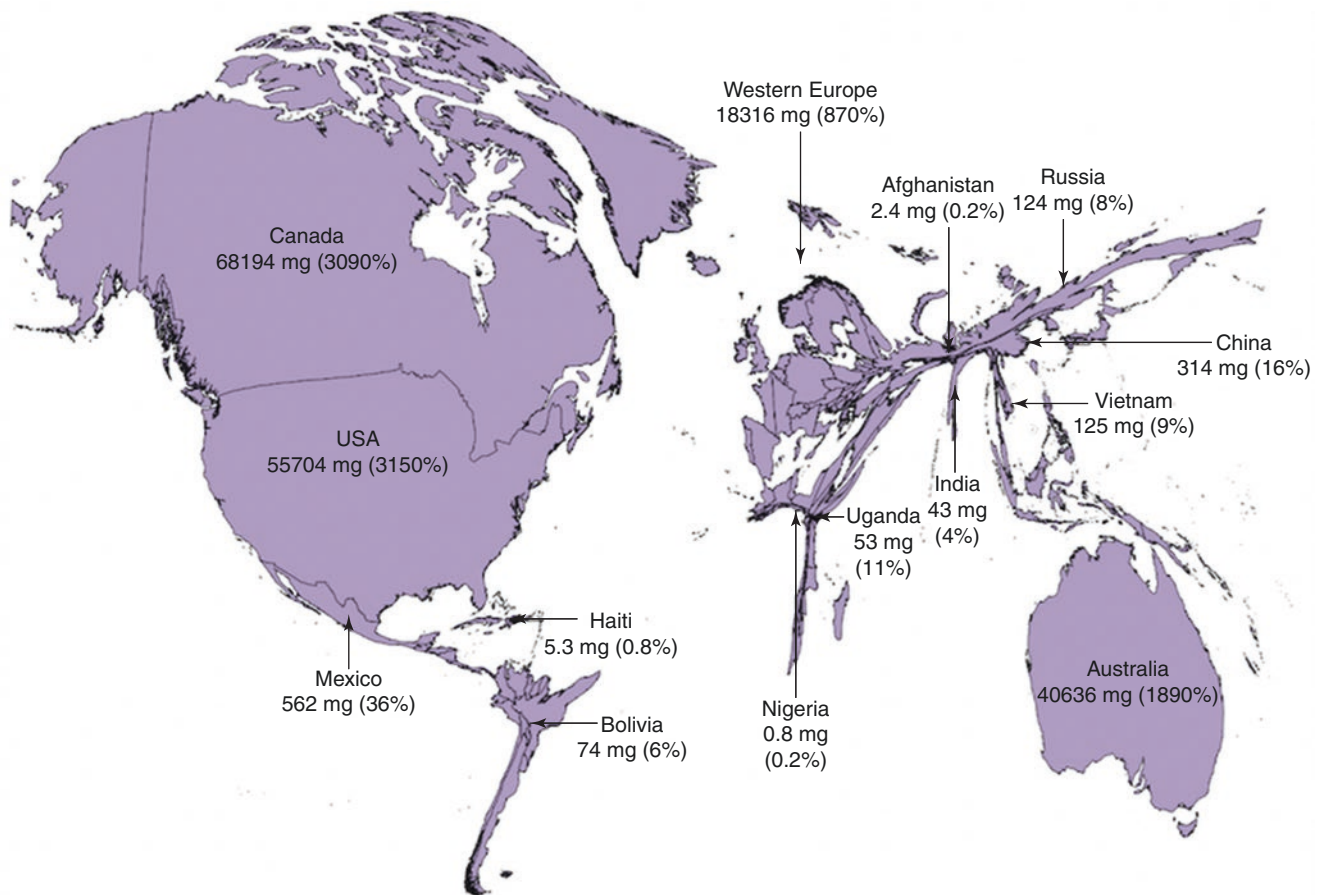 Western Europe
18316 mg (870%)
Afghanistan
2.4 mg (0.2%)
Russia
124 mg (8%)
Canada
68194 mg (3090%)
China
314 mg (16%)
Vietnam
125 mg (9%)
USA
55704 mg (3150%)
India
43 mg
(4%)
Uganda
53 mg
(11%)
Haiti
5.3 mg (0.8%)
Mexico
562 mg (36%)
Australia
40636 mg (1890%)
Nigeria
0.8 mg
(0.2%)
Bolivia
74 mg (6%)